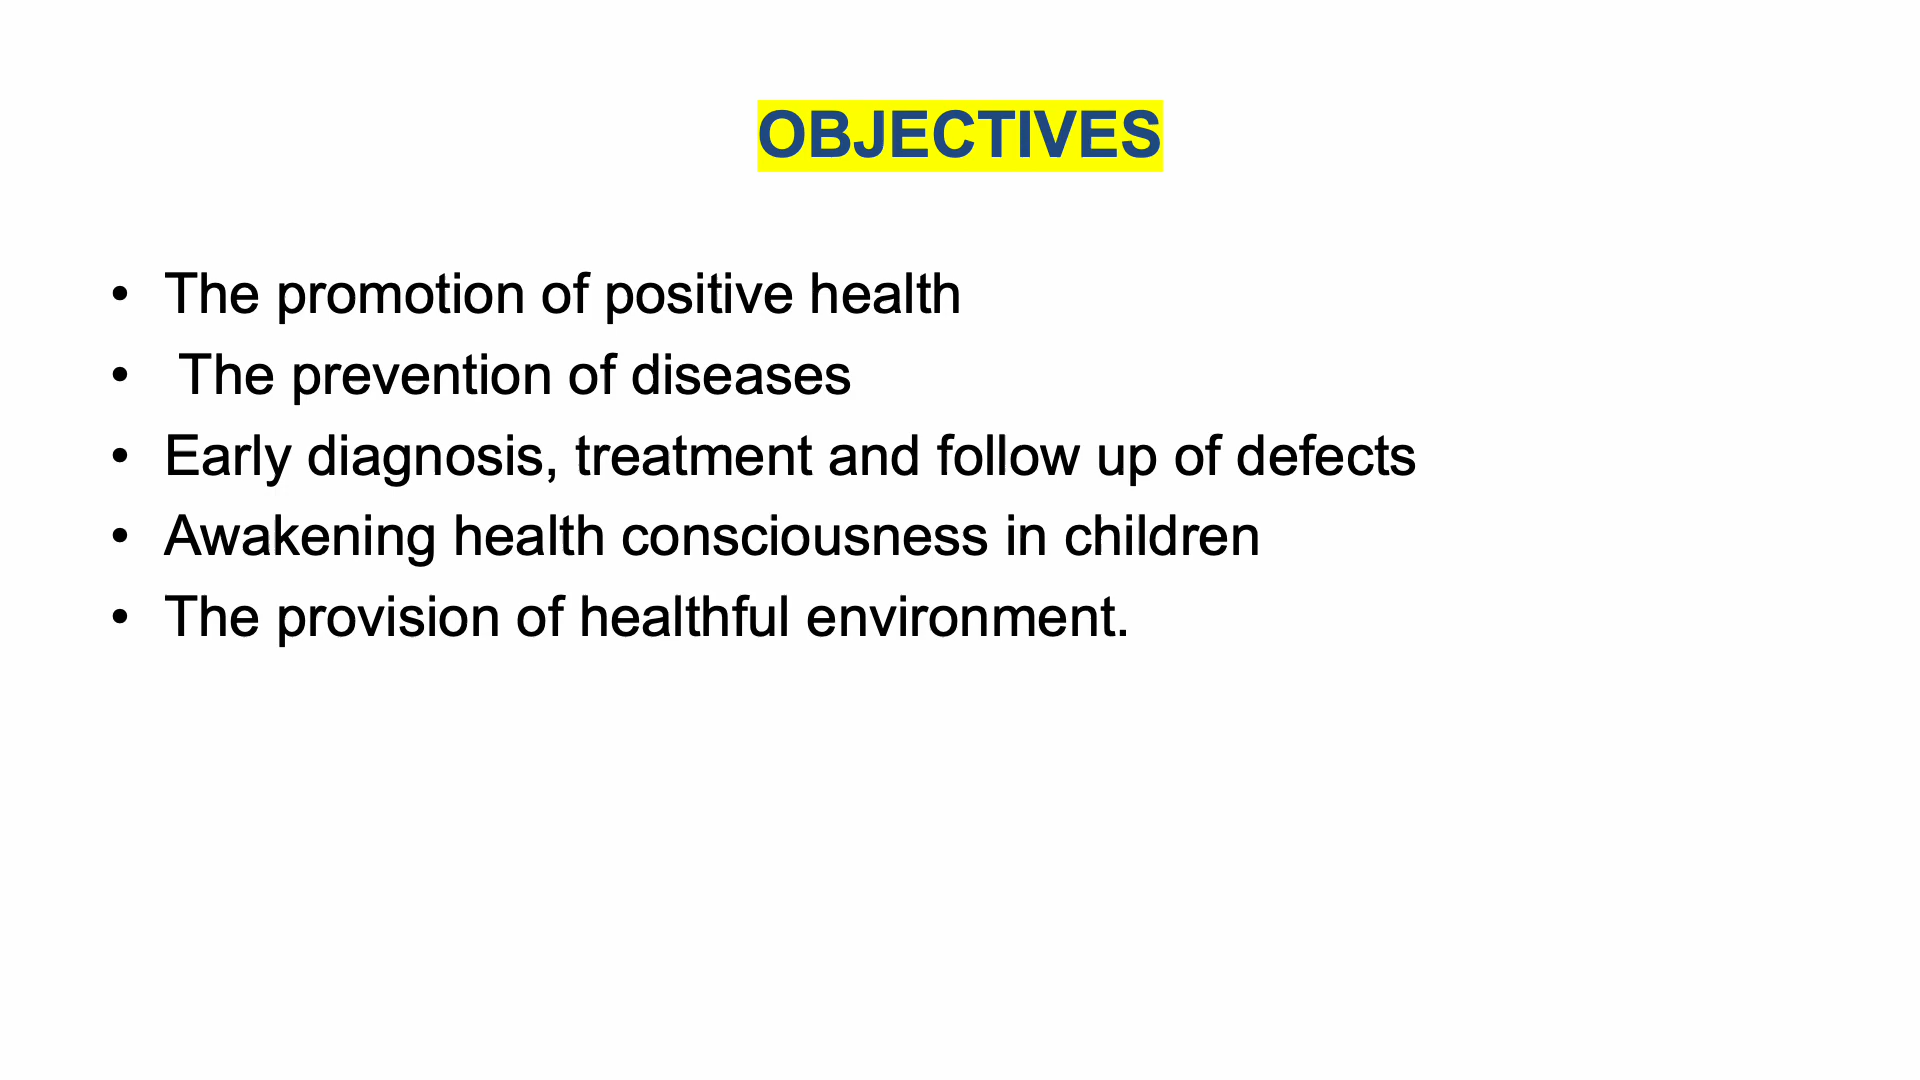 OBJECTIVES
• The promotion of positive health
• The prevention of diseases
• Early diagnosis, treatment and follow up of defects
• Awakening health consciousness in children
• The provision of healthful environment.